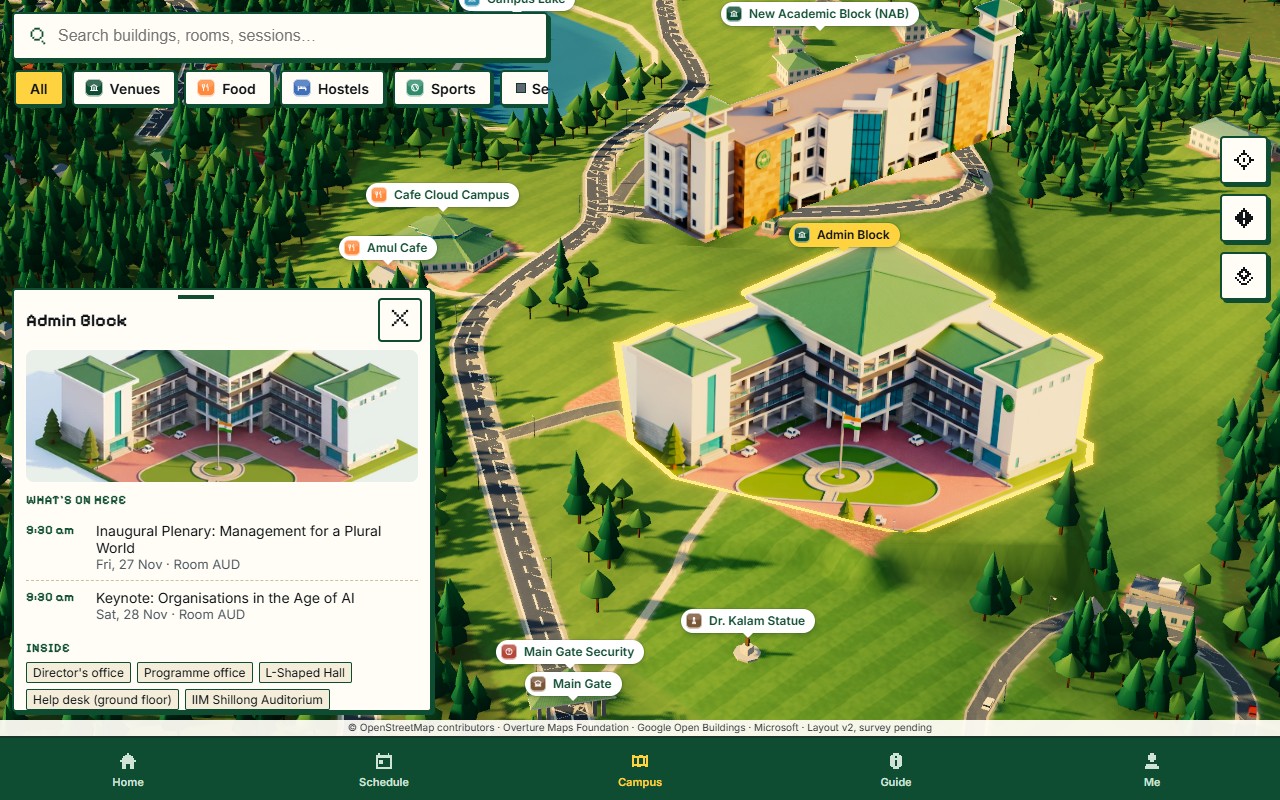 Campus Lake
New Academic Block (NAB)
Search buildings, rooms, sessions...
All
Venues
Food
Hostels
Sports
Se
Cafe Cloud Campus
Amul Cafe
Admin Block
Admin Block
WHAT'S ON HERE
9:30 am
Inaugural Plenary: Management for a Plural
World
Fri, 27 Nov · Room AUD
9:30 am
Keynote: Organisations in the Age of AI
Sat, 28 Nov · Room AUD
INSIDE
Director's office
Programme office
L-Shaped Hall
Help desk (ground floor)
IIM Shillong Auditorium
Dr. Kalam Statue
Main Gate Security
Main Gate
© OpenStreetMap contributors · Overture Maps Foundation · Google Open Buildings · Microsoft · Layout v2, survey pending
Home
Schedule
Campus
Guide
Me